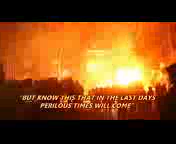 "BUT KNOW THIS THAT IN THE LAST DAYS
PERILOUS TIMES WILL COME"